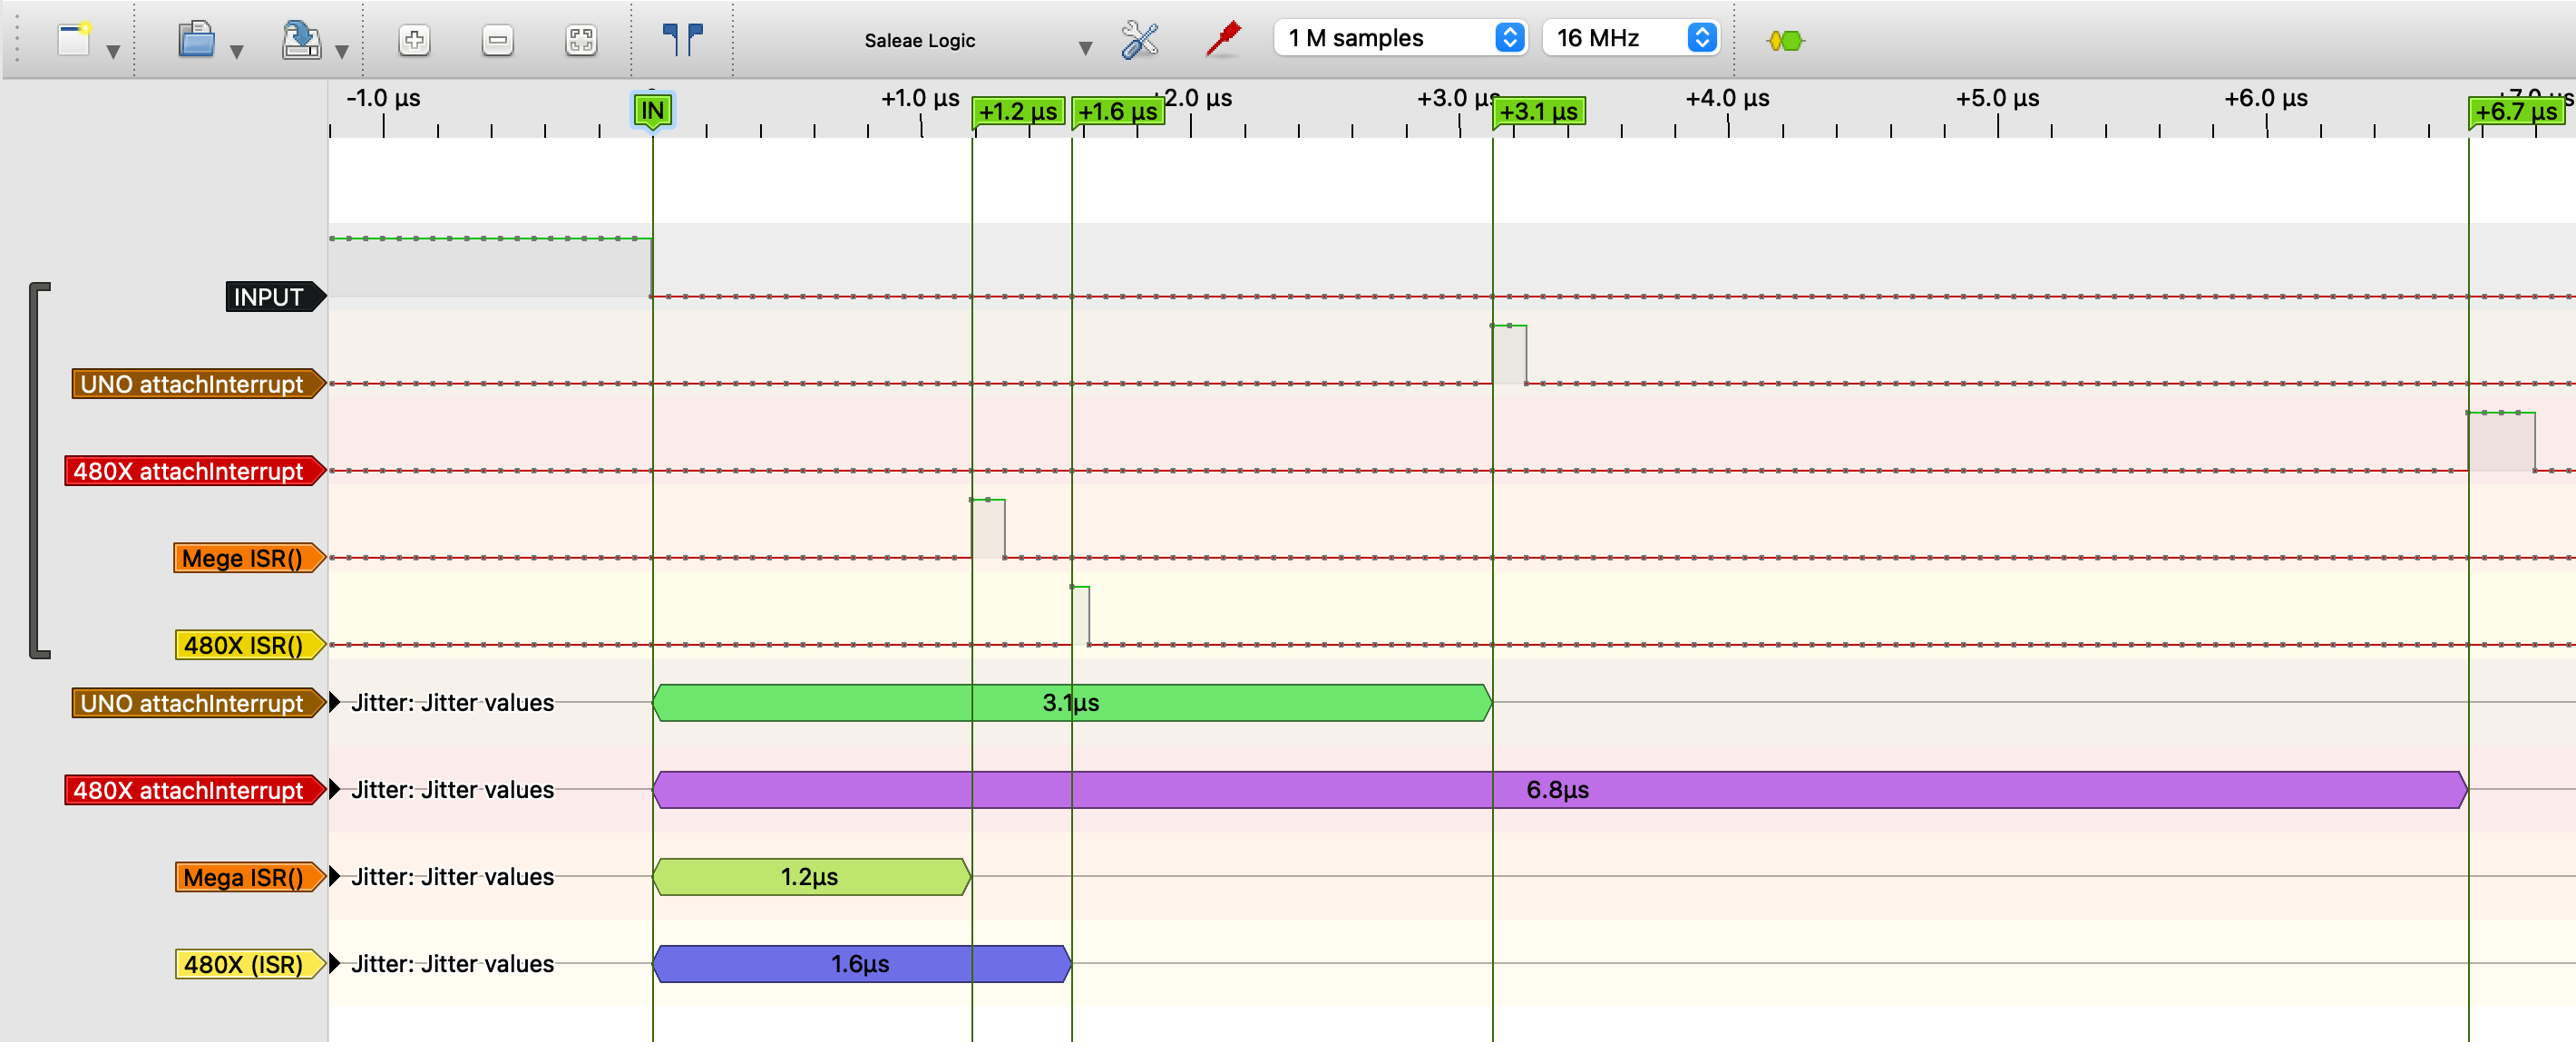 Saleae Logic
1 M samples
16 MHz
-1.0 µs
IN
+1.0 µs
+1.2 µs
+1.6 µs
2.0 µs
+3.0 µs
+3.1 µs
+4.0 µs
+5.0 µs
+6.0 µs
+6.7 µs
INPUT
UNO attachInterrupt
480X attachInterrupt
Mege ISR()
480X ISR()
UNO attachInterrupt Jitter: Jitter values 3.1µs
480X attachInterrupt Jitter: Jitter values 6.8µs
Mega ISR() Jitter: Jitter values 1.2µs
480X (ISR) Jitter: Jitter values 1.6µs